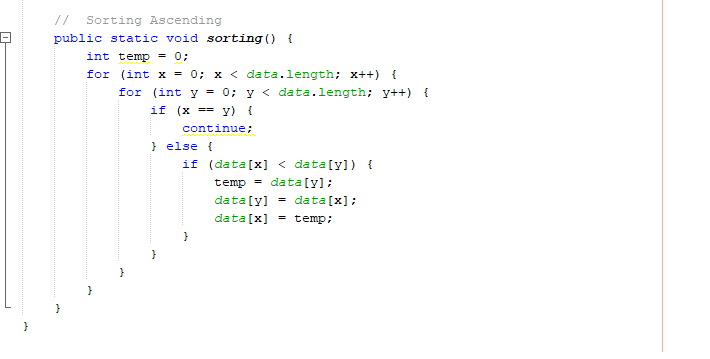 //  Sorting Ascending
public static void sorting() {
int temp = 0;
for (int x = 0; x < data.length; x++) {
for (int y = 0; y < data.length; y++) {
if (x == y) {
continue;
} else {
if (data[x] < data[y]) {
temp = data[y];
data[y] = data[x];
data[x] = temp;
}
}
}
}
}
}